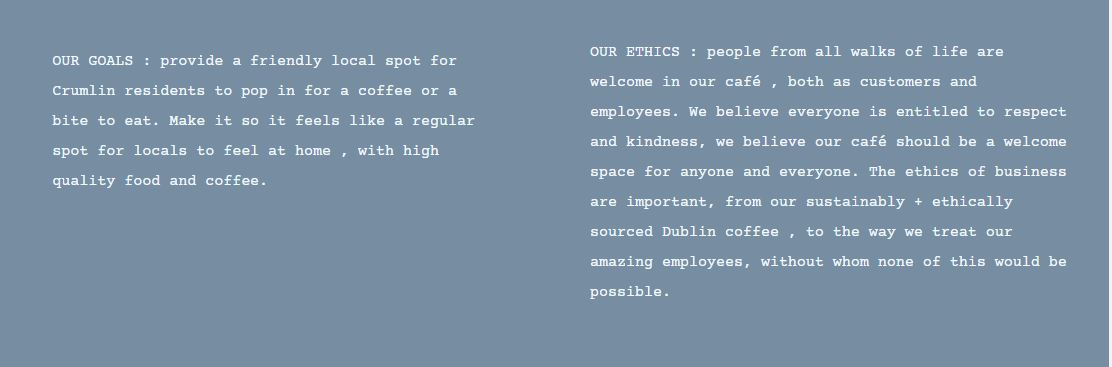 OUR GOALS : provide a friendly local spot for
Crumlin residents to pop in for a coffee or a
bite to eat. Make it so it feels like a regular
spot for locals to feel at home , with high
quality food and coffee.
OUR ETHICS : people from all walks of life are
welcome in our café , both as customers and
employees. We believe everyone is entitled to respect
and kindness, we believe our café should be a welcome
space for anyone and everyone. The ethics of business
are important, from our sustainably + ethically
sourced Dublin coffee , to the way we treat our
amazing employees, without whom none of this would be
possible.